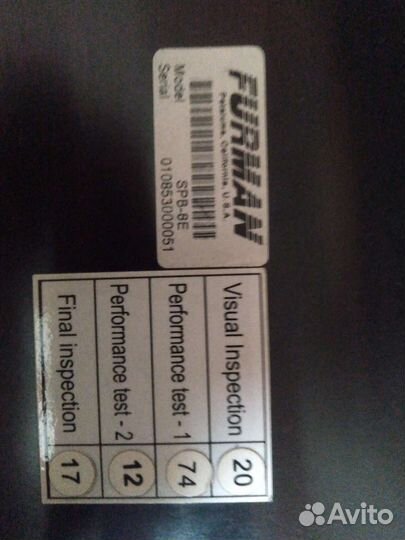 FURMAN
Petaluma, California, U.S.A.
Model SPB-8E
Serial 010853000051
Visual Inspection 20
Performance test - 1 74
Performance test - 2 12
Final inspection 17
Avito